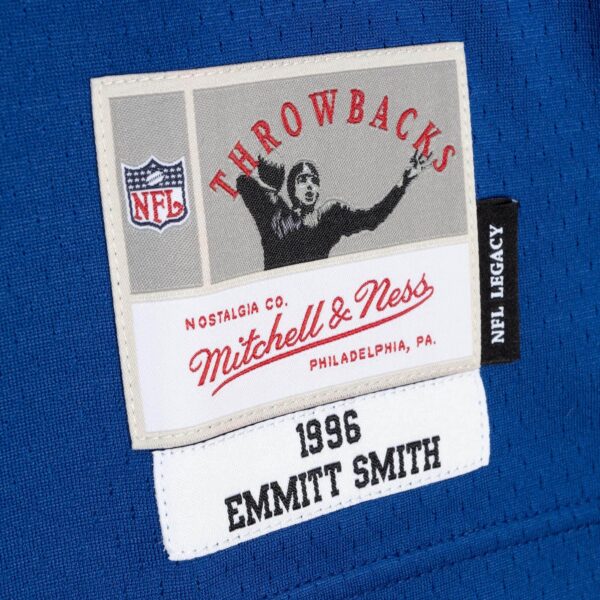 THROWBACKS
NFL
NOSTALGIA CO.
Mitchell & Ness
PHILADELPHIA, PA.
NFL LEGACY
1996
EMMITT SMITH